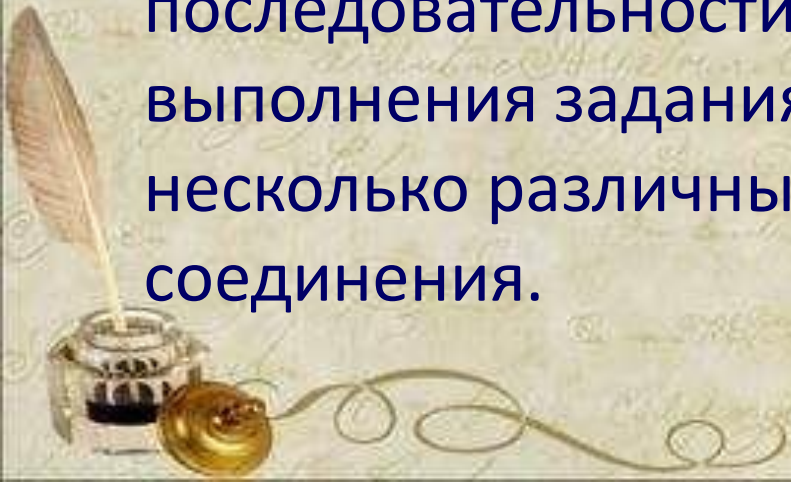 последовательности
выполнения задания
несколько различны
соединения.